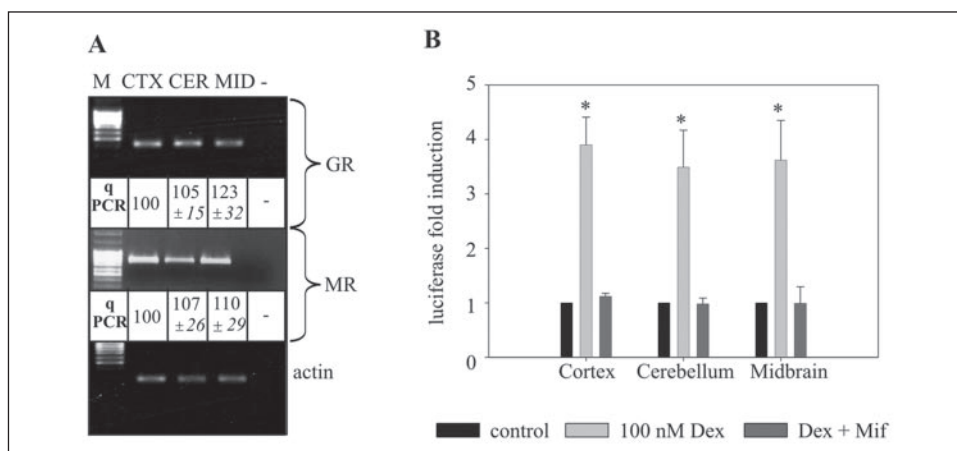 A
M CTX CER MID -
GR
q PCR 100 105 ±15 123 ±32 -
MR
q PCR 100 107 ±26 110 ±29 -
actin
B
luciferase fold induction
5
4
3
2
1
0
* * *
Cortex Cerebellum Midbrain
control 100 nM Dex Dex + Mif